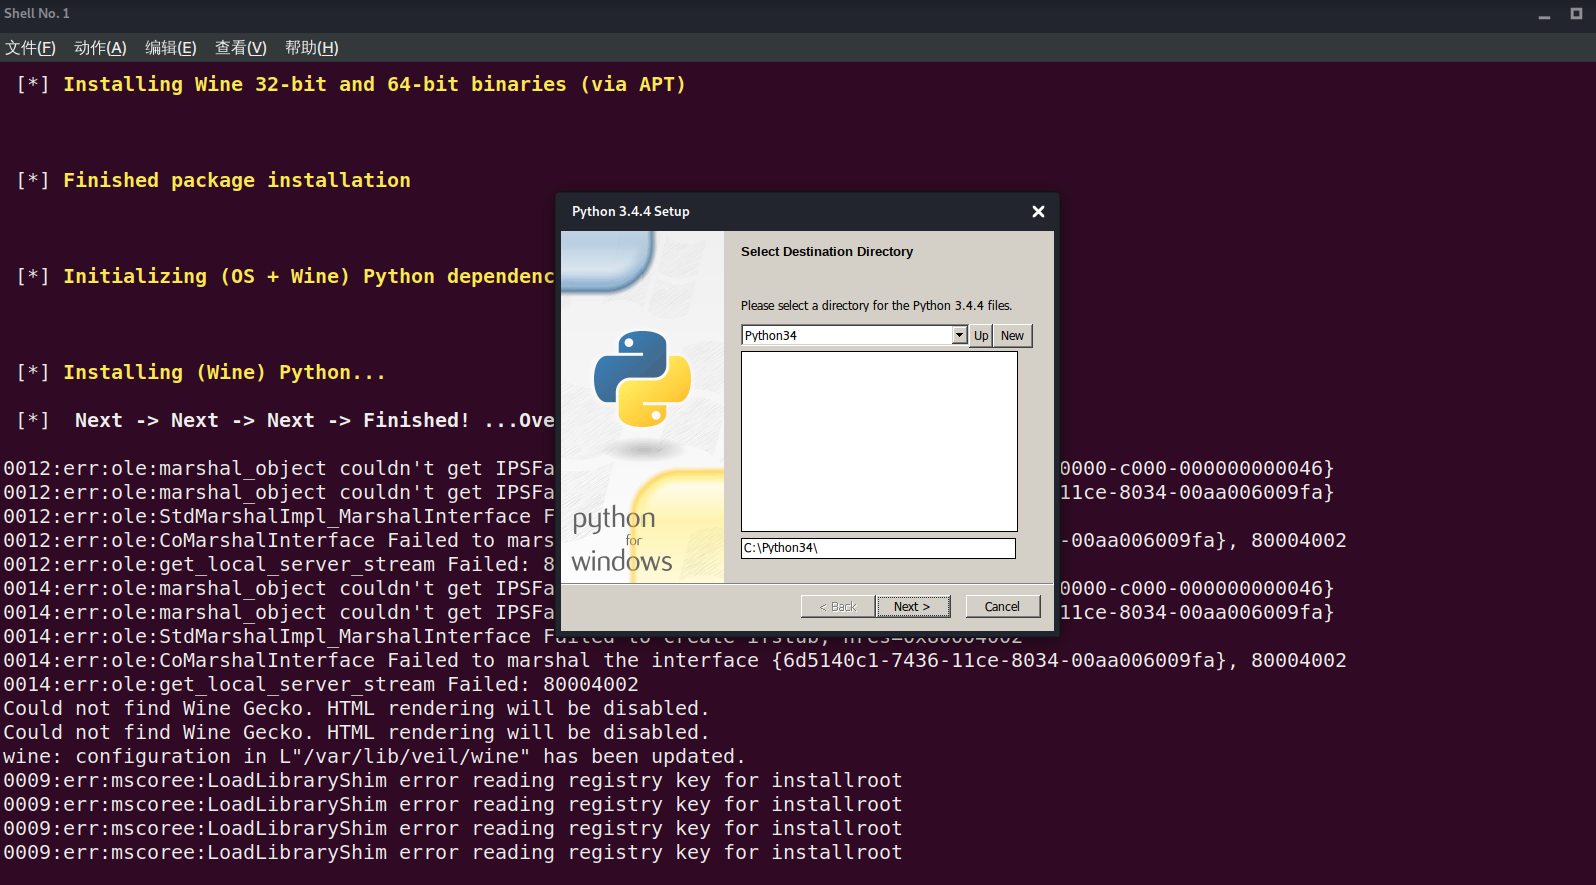 Shell No. 1
文件(F) 动作(A) 编辑(E) 查看(V) 帮助(H)
[*] Installing Wine 32-bit and 64-bit binaries (via APT)
[*] Finished package installation
[*] Initializing (OS + Wine) Python dependenc
[*] Installing (Wine) Python...
[*] Next -> Next -> Next -> Finished! ...Ove
0012:err:ole:marshal_object couldn't get IPSFa 0000-c000-000000000046}
0012:err:ole:marshal_object couldn't get IPSFa 11ce-8034-00aa006009fa}
0012:err:ole:StdMarshalImpl_MarshalInterface F
0012:err:ole:CoMarshalInterface Failed to mars -00aa006009fa}, 80004002
0012:err:ole:get_local_server_stream Failed: 8
0014:err:ole:marshal_object couldn't get IPSFa 0000-c000-000000000046}
0014:err:ole:marshal_object couldn't get IPSFa 11ce-8034-00aa006009fa}
0014:err:ole:StdMarshalImpl_MarshalInterface Failed to create ifstub, hres=0x80004002
0014:err:ole:CoMarshalInterface Failed to marshal the interface {6d5140c1-7436-11ce-8034-00aa006009fa}, 80004002
0014:err:ole:get_local_server_stream Failed: 80004002
Could not find Wine Gecko. HTML rendering will be disabled.
Could not find Wine Gecko. HTML rendering will be disabled.
wine: configuration in L"/var/lib/veil/wine" has been updated.
0009:err:mscoree:LoadLibraryShim error reading registry key for installroot
0009:err:mscoree:LoadLibraryShim error reading registry key for installroot
0009:err:mscoree:LoadLibraryShim error reading registry key for installroot
0009:err:mscoree:LoadLibraryShim error reading registry key for installroot
Python 3.4.4 Setup
Select Destination Directory
Please select a directory for the Python 3.4.4 files.
Python34 Up New
C:\Python34\
python
for
windows
< Back Next > Cancel